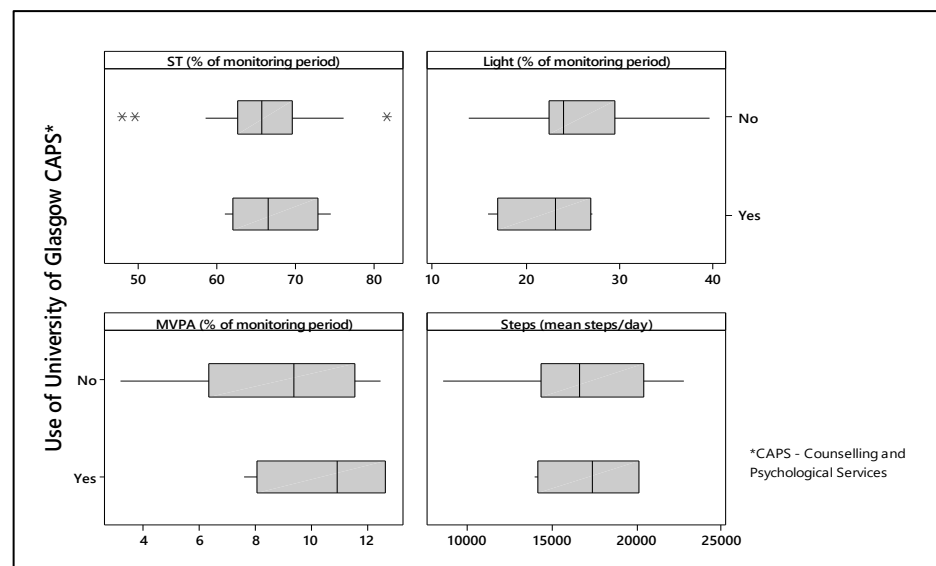 Use of University of Glasgow CAPS*
ST (% of monitoring period)
Light (% of monitoring period)
No
Yes
50 60 70 80
10 20 30 40
MVPA (% of monitoring period)
Steps (mean steps/day)
No
Yes
4 6 8 10 12
10000 15000 20000 25000
*CAPS - Counselling and
Psychological Services